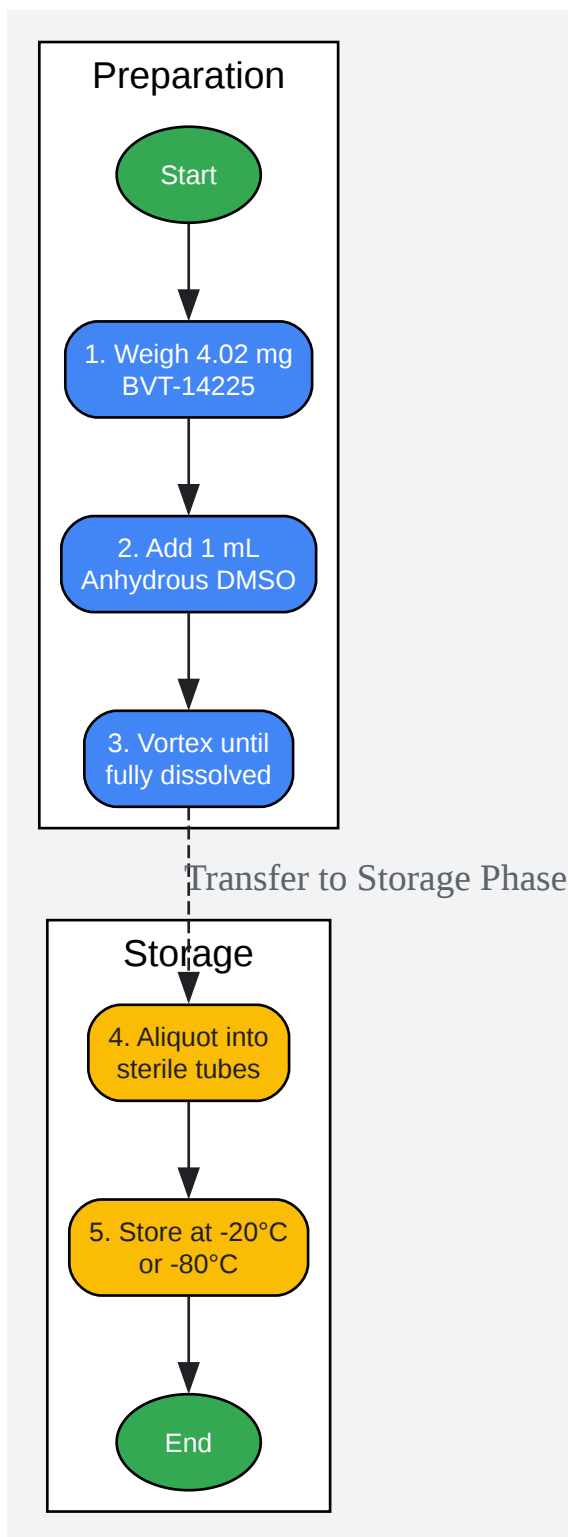 Preparation
Start
1. Weigh 4.02 mg
BVT-14225
2. Add 1 mL
Anhydrous DMSO
3. Vortex until
fully dissolved
Transfer to Storage Phase
Storage
4. Aliquot into
sterile tubes
5. Store at -20°C
or -80°C
End